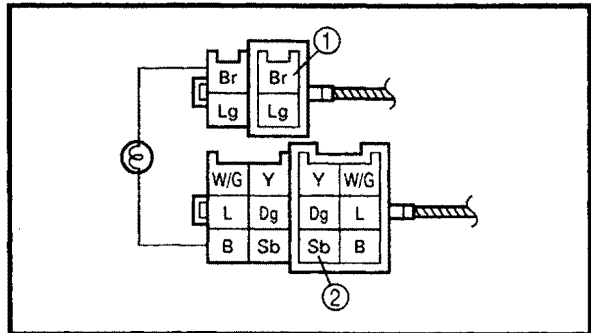 ①
Br Br
Lg Lg
W/G Y Y W/G
L Dg Dg L
B Sb Sb B
②